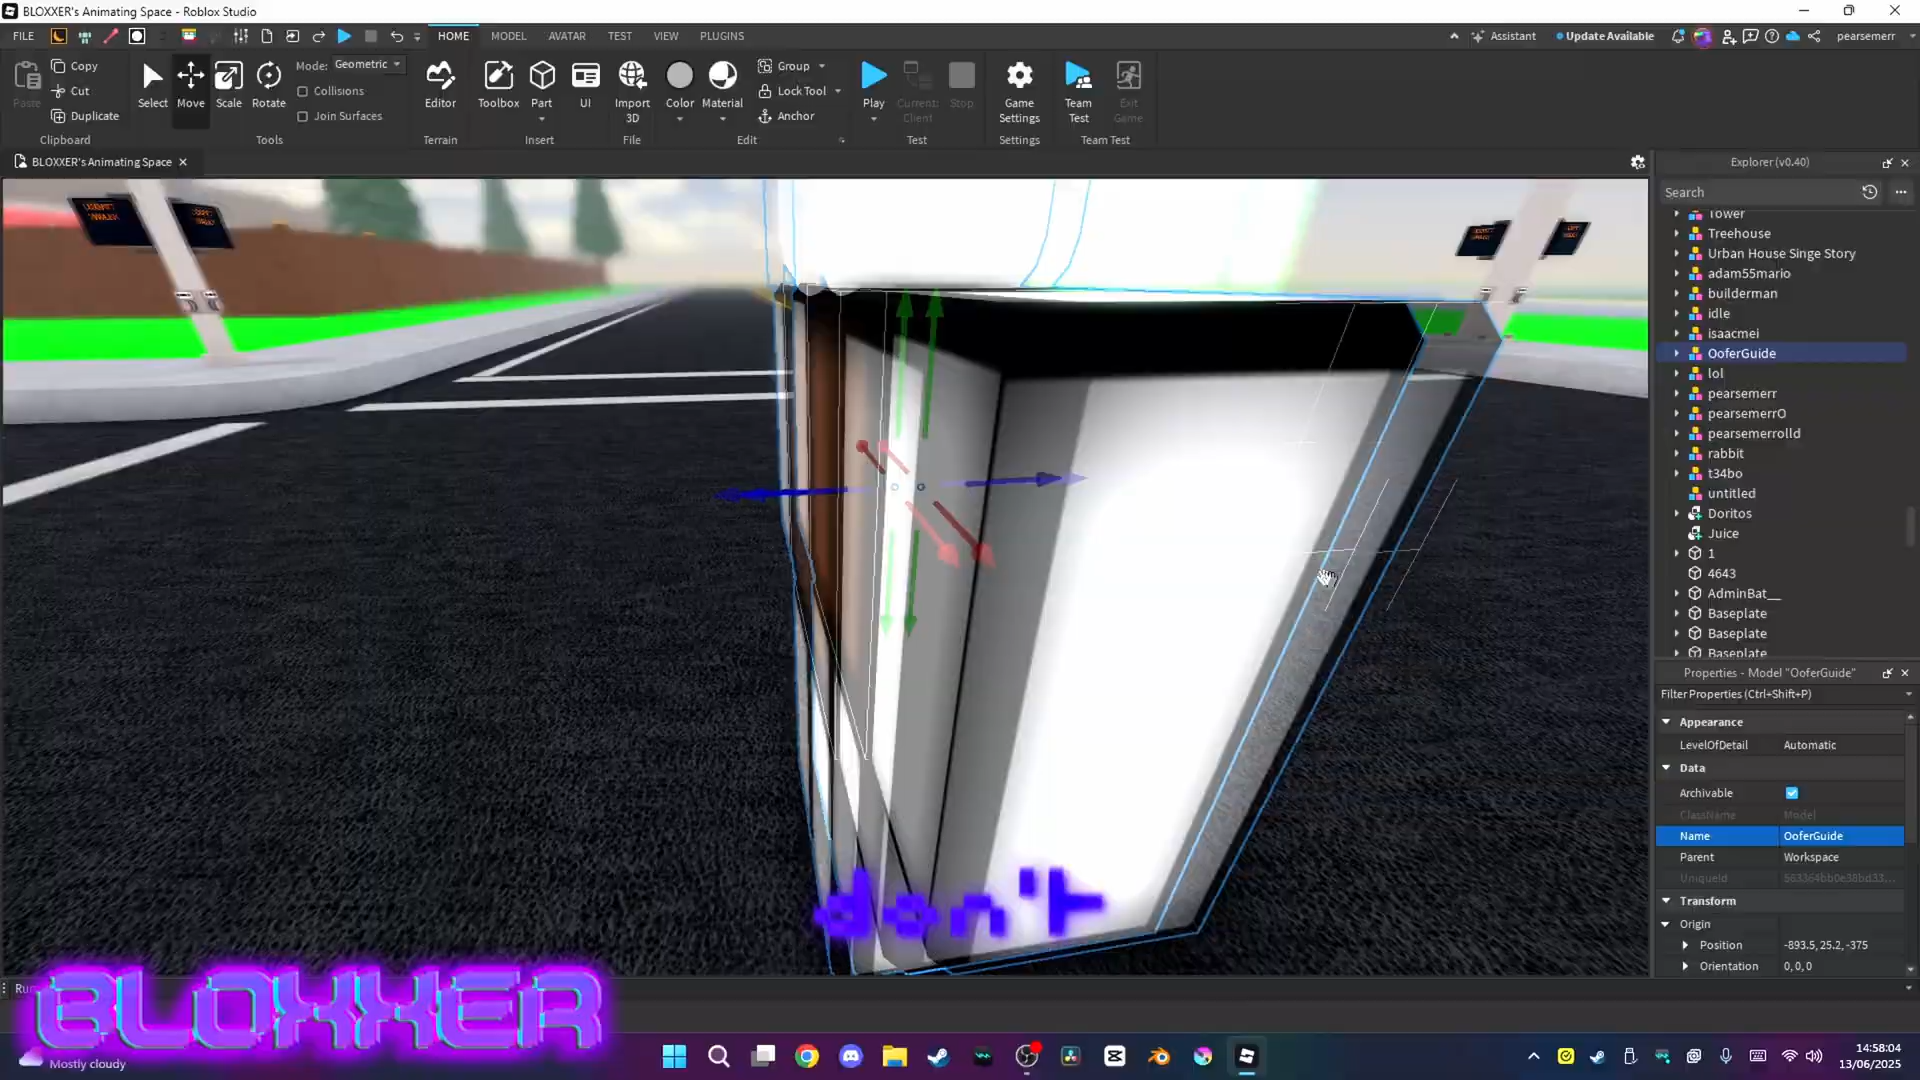 BLOXXER's Animating Space - Roblox Studio
FILE HOME MODEL AVATAR TEST VIEW PLUGINS Assistant Update Available pearsemerr
Paste Copy Cut Duplicate Clipboard
Select Move Scale Rotate Mode: Geometric Collisions Join Surfaces Tools
Editor Terrain
Toolbox Part UI Insert
Import 3D File
Color Material Group Lock Tool Anchor Edit
Play Current: Client Stop Test
Game Settings Settings
Team Test Exit Game Team Test
BLOXXER's Animating Space
Explorer (v0.40)
Search
Tower
Treehouse
Urban House Singe Story
adam55mario
builderman
idle
isaacmei
OoferGuide
lol
pearsemerr
pearsemerrO
pearsemerrolld
rabbit
t34bo
untitled
Doritos
Juice
1
4643
AdminBat__
Baseplate
Baseplate
Baseplate
Properties - Model "OoferGuide"
Filter Properties (Ctrl+Shift+P)
Appearance
LevelOfDetail Automatic
Data
Archivable
ClassName Model
Name OoferGuide
Parent Workspace
UniqueId
Transform
Origin
Position -893.5, 25.2, -375
Orientation 0, 0, 0
don't
BLOXXER
Mostly cloudy
14:58:04
13/06/2025